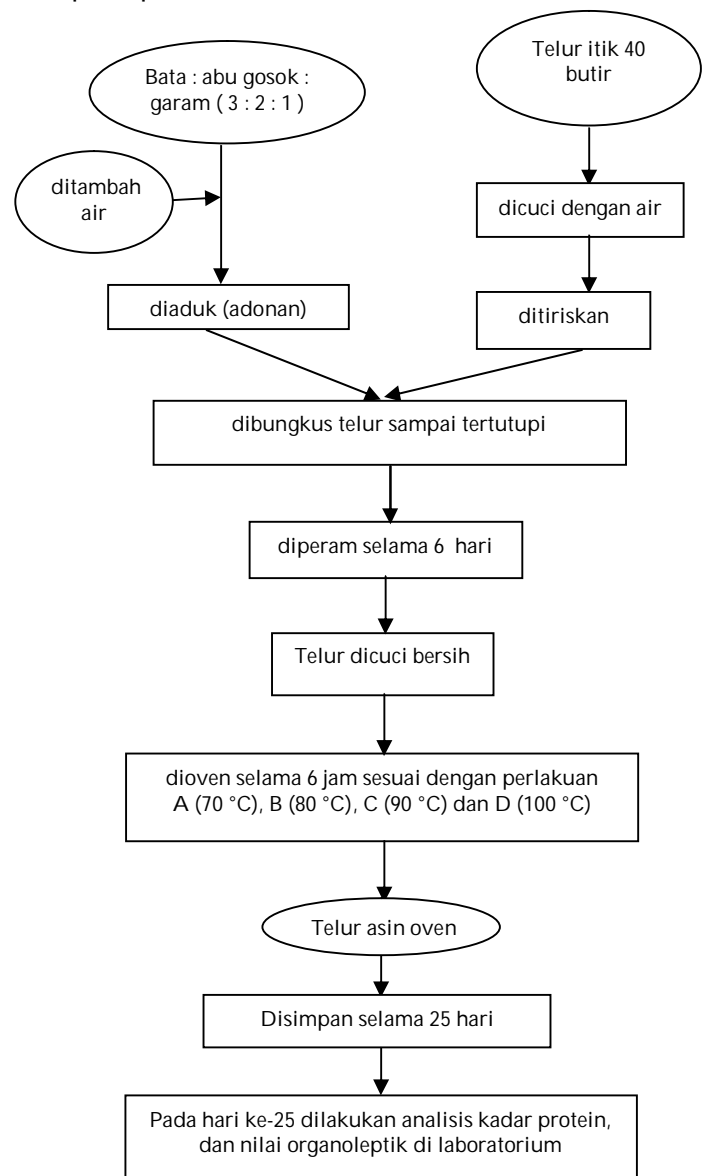 Bata : abu gosok :
garam ( 3 : 2 : 1 )
Telur itik 40
butir
ditambah
air
dicuci dengan air
diaduk (adonan)
ditiriskan
dibungkus telur sampai tertutupi
diperam selama 6 hari
Telur dicuci bersih
dioven selama 6 jam sesuai dengan perlakuan
A (70 °C), B (80 °C), C (90 °C) dan D (100 °C)
Telur asin oven
Disimpan selama 25 hari
Pada hari ke-25 dilakukan analisis kadar protein,
dan nilai organoleptik di laboratorium